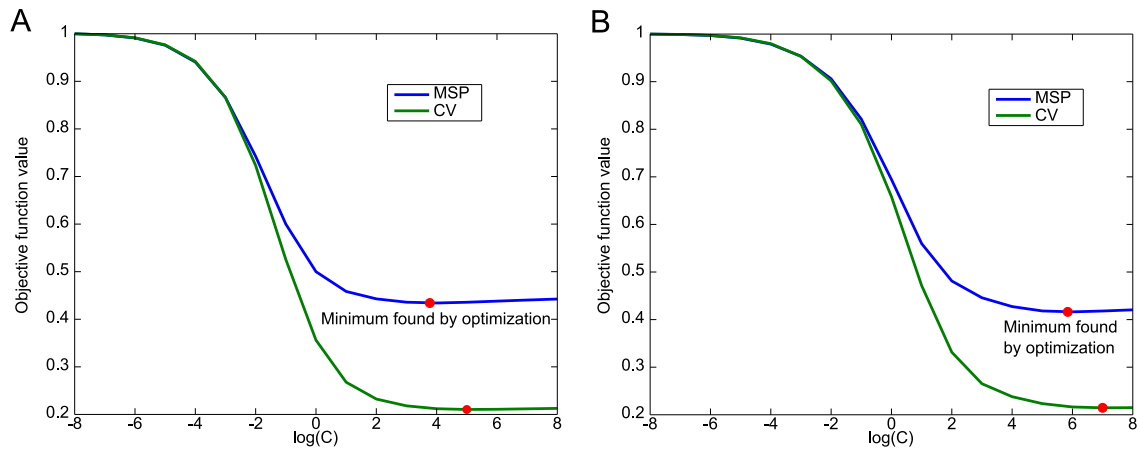 A
1
0.9
0.8
0.7
0.6
0.5
0.4
0.3
0.2
Objective function value
MSP
CV
Minimum found by optimization
-8 -6 -4 -2 0 2 4 6 8
log(C)
B
1
0.9
0.8
0.7
0.6
0.5
0.4
0.3
0.2
Objective function value
MSP
CV
Minimum found
by optimization
-8 -6 -4 -2 0 2 4 6 8
log(C)